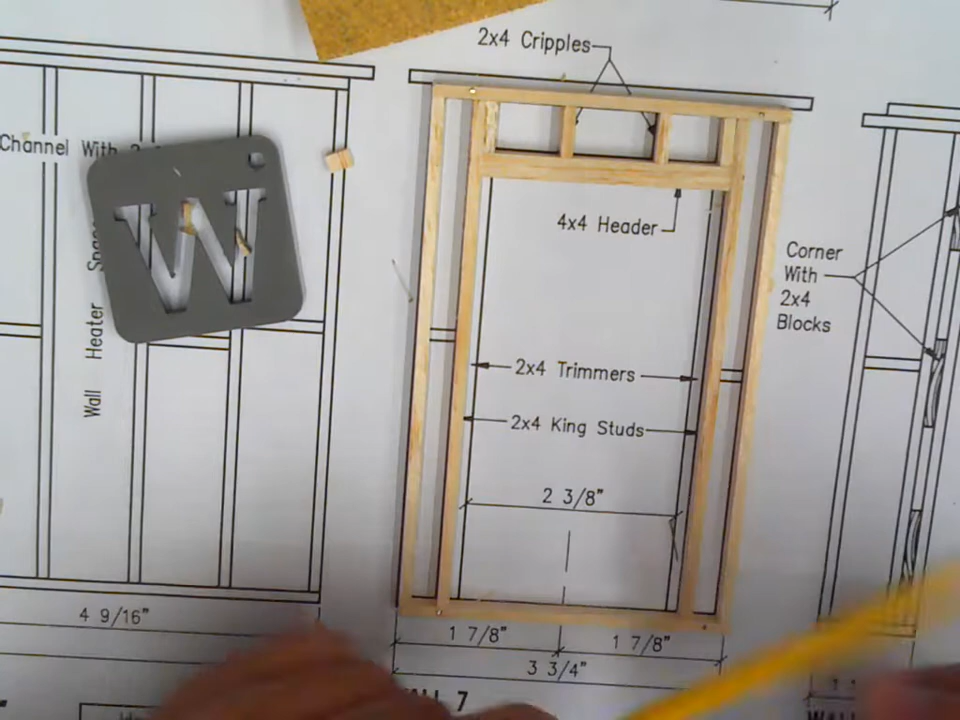 2x4 Cripples
Channel With
W
4x4 Header
Corner
With
2x4
Blocks
Wall Heater Space
2x4 Trimmers
2x4 King Studs
2 3/8"
4 9/16"
1 7/8"
1 7/8"
3 3/4"
7